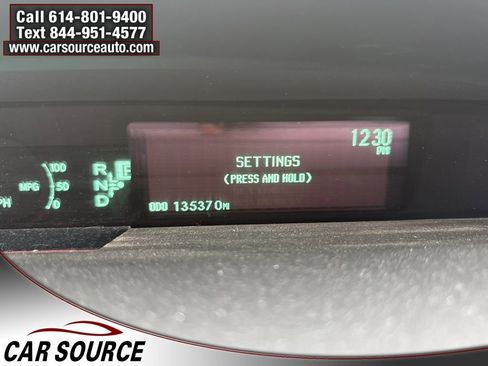 Call 614-801-9400
Text 844-951-4577
www.carsourceauto.com
1230
PM
SETTINGS
(PRESS AND HOLD)
ODO 135370MI
100
MPG 50
0
PH
R
N
D
CAR SOURCE